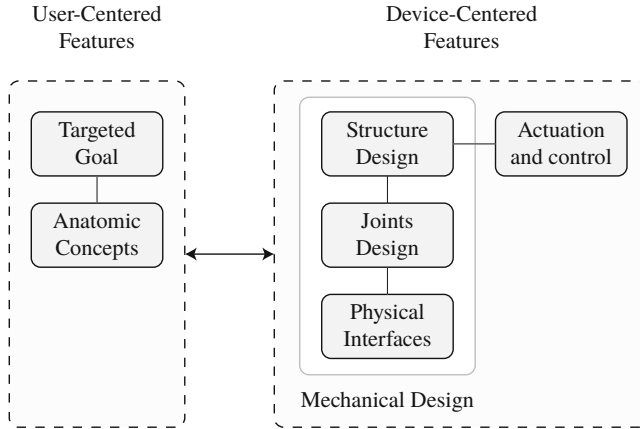 User-Centered
Features
Device-Centered
Features
Targeted
Goal
Anatomic
Concepts
Structure
Design
Actuation
and control
Joints
Design
Physical
Interfaces
Mechanical Design